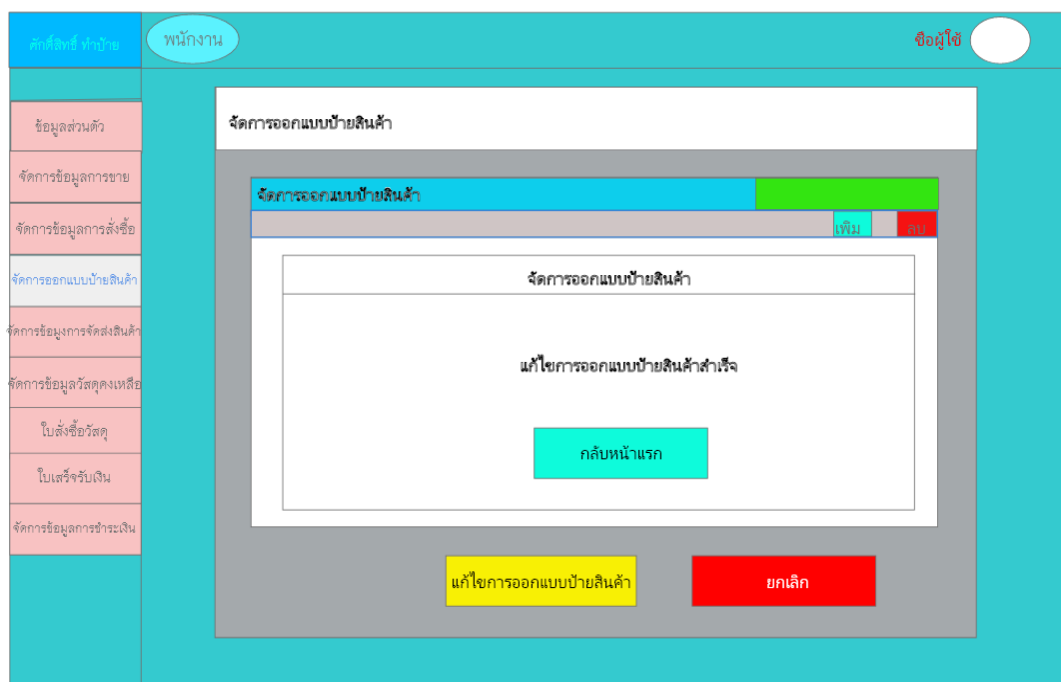 ศักดิ์สิทธิ์ ทำป้าย
พนักงาน
ชือผู้ใช้
ข้อมูลส่วนตัว
จัดการข้อมูลการขาย
จัดการข้อมูลการสั่งซื้อ
จัดการออกแบบป้ายสินค้า
จัดการข้อมุงการจัดส่งสินค้า
จัดการข้อมูลวัสดุคงเหลือ
ใบสั่งซื้อวัสดุ
ใบเสร็จรับเงิน
จัดการข้อมูลการชำระเงิน
จัดการออกแบบป้ายสินค้า
จัดการออกแบบป้ายสินค้า
เพิม
ลบ
จัดการออกแบบป้ายสินค้า
แก้ไขการออกแบบป้ายสินค้าสำเร็จ
กลับหน้าแรก
แก้ไขการออกแบบป้ายสินค้า
ยกเลิก